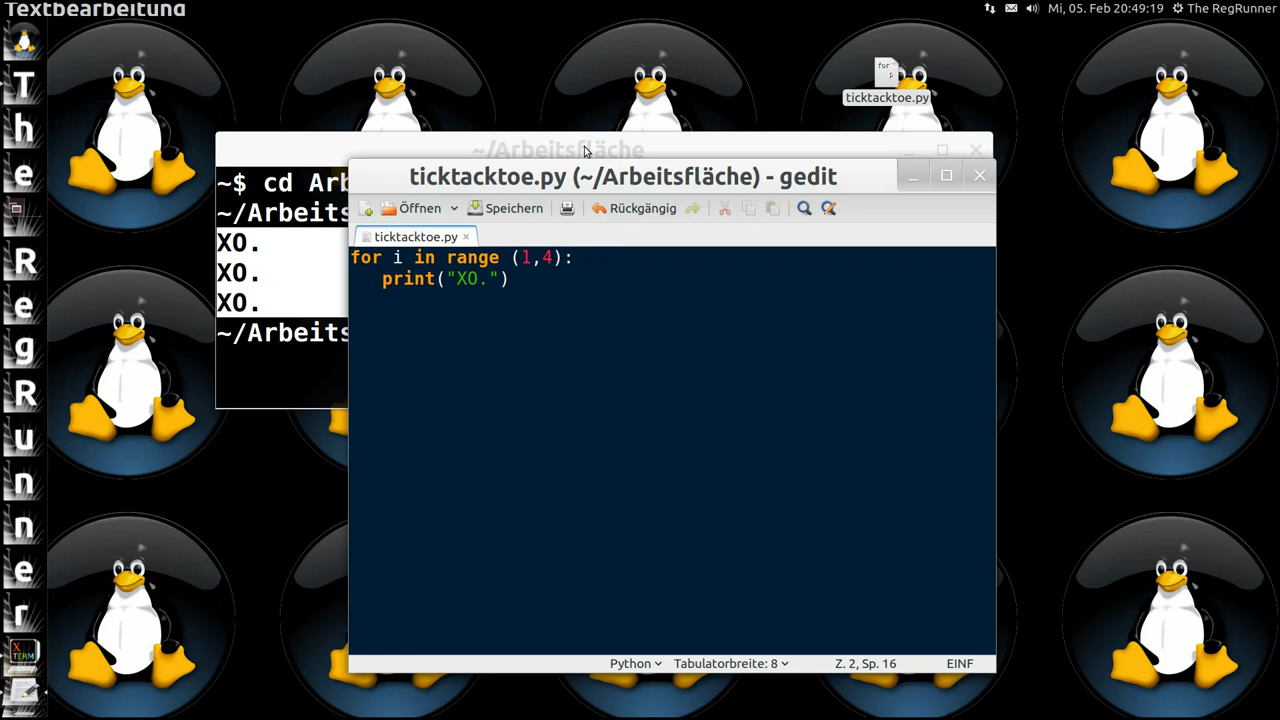 Textbearbeitung
Mi, 05. Feb 20:49:19 The RegRunner
for
ticktacktoe.py
~/Arbeitsfläche
~$ cd Arb
~/Arbeits
XO.
XO.
XO.
~/Arbeits
ticktacktoe.py (~/Arbeitsfläche) - gedit
Öffnen Speichern Rückgängig
ticktacktoe.py ×
for i in range (1,4):
print("XO.")
Python Tabulatorbreite: 8 Z. 2, Sp. 16 EINF
T
h
e
R
e
g
R
u
n
n
e
r
X
TERM